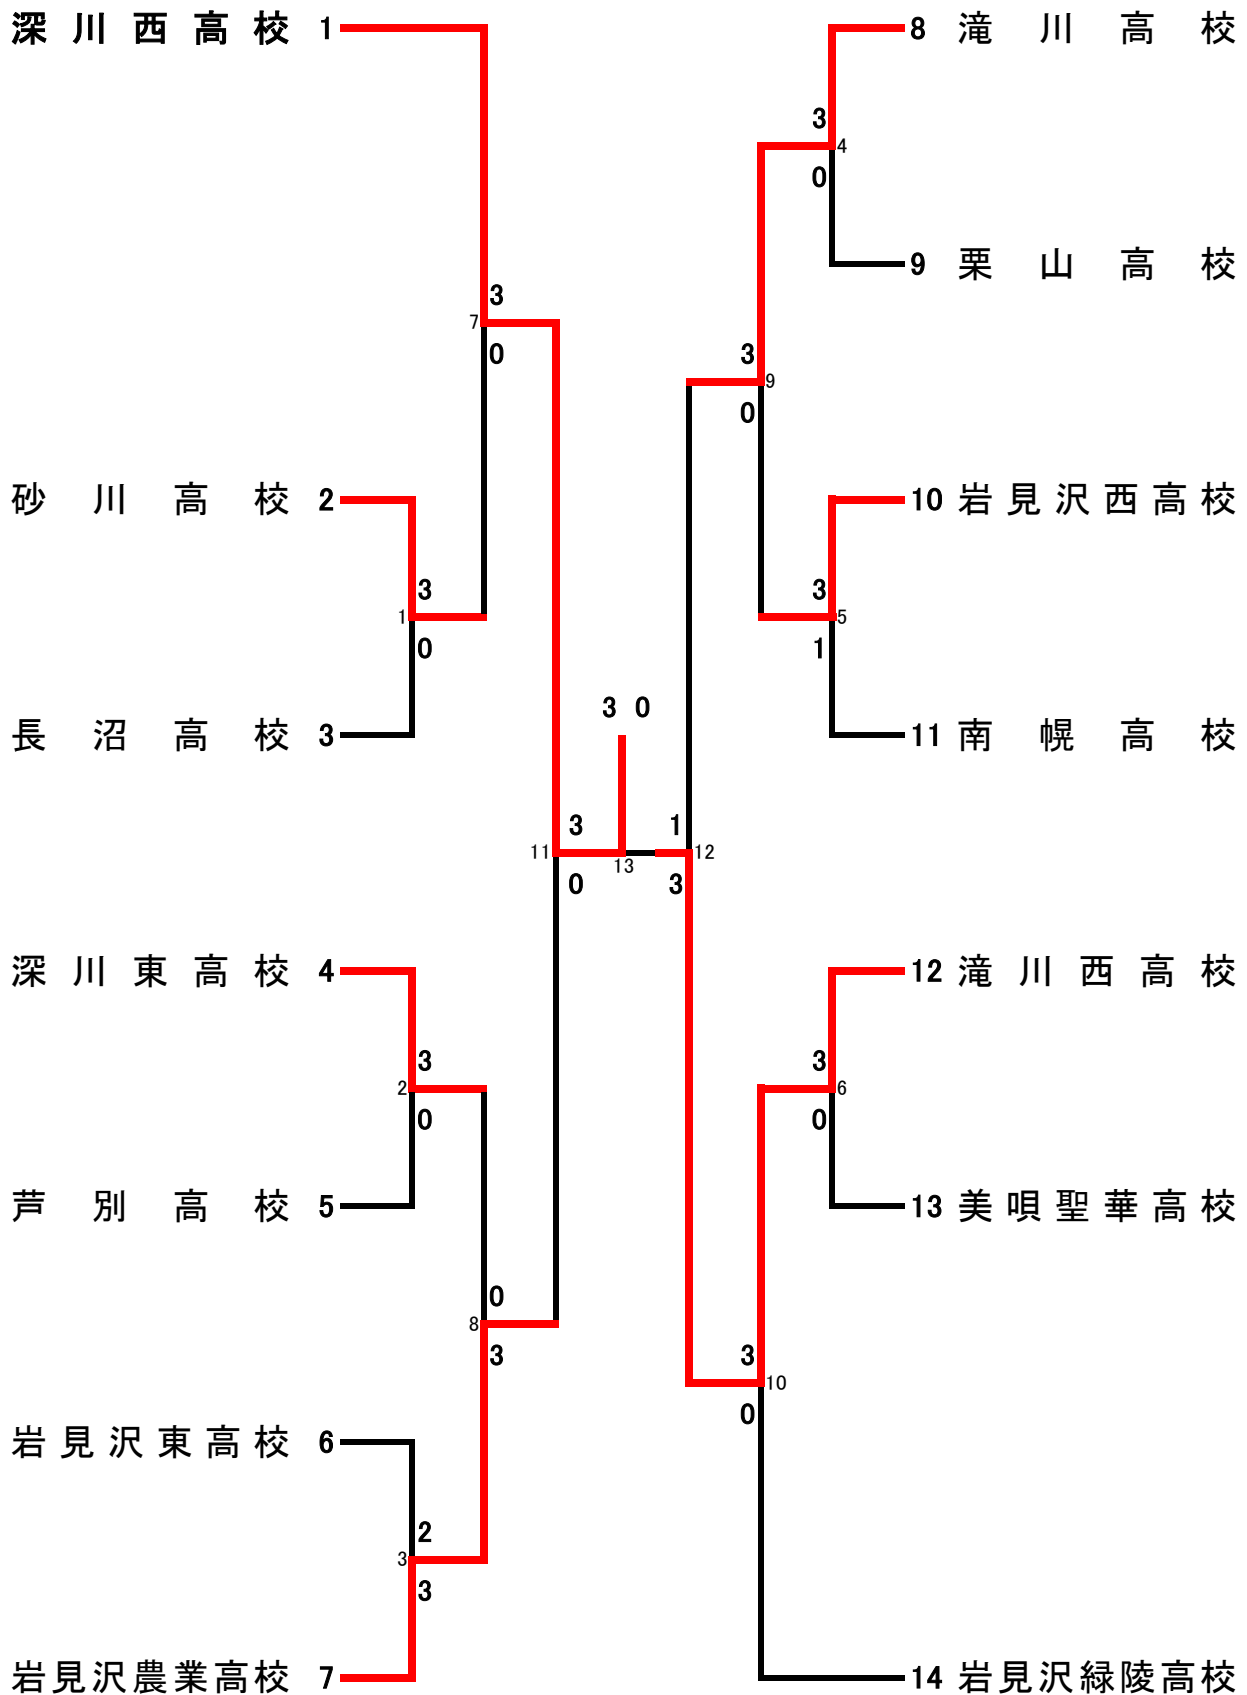 深川西高校 1
8 滝川高校
3
4
0
9 栗山高校
3
7
0
3
9
0
砂川高校 2
10 岩見沢西高校
3
1
0
3
5
1
長沼高校 3
11 南幌高校
3 0
3
11
0
13
1
12
3
深川東高校 4
12 滝川西高校
3
2
0
3
6
0
芦別高校 5
13 美唄聖華高校
0
8
3
3
10
0
岩見沢東高校 6
2
3
3
岩見沢農業高校 7
14 岩見沢緑陵高校